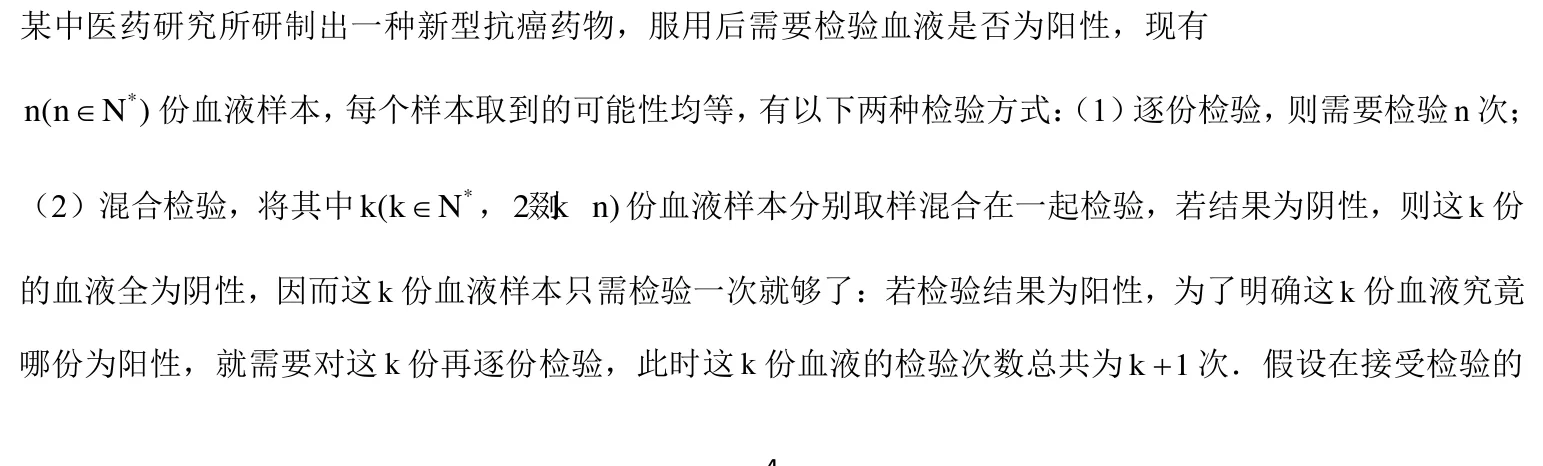 某中医药研究所研制出一种新型抗癌药物，服用后需要检验血液是否为阳性，现有
n(n∈N*) 份血液样本，每个样本取到的可能性均等，有以下两种检验方式：（1）逐份检验，则需要检验 n 次；
（2）混合检验，将其中 k(k∈N*，2剟k n) 份血液样本分别取样混合在一起检验，若结果为阴性，则这 k 份
的血液全为阴性，因而这 k 份血液样本只需检验一次就够了：若检验结果为阳性，为了明确这 k 份血液究竟
哪份为阳性，就需要对这 k 份再逐份检验，此时这 k 份血液的检验次数总共为 k +1 次．假设在接受检验的